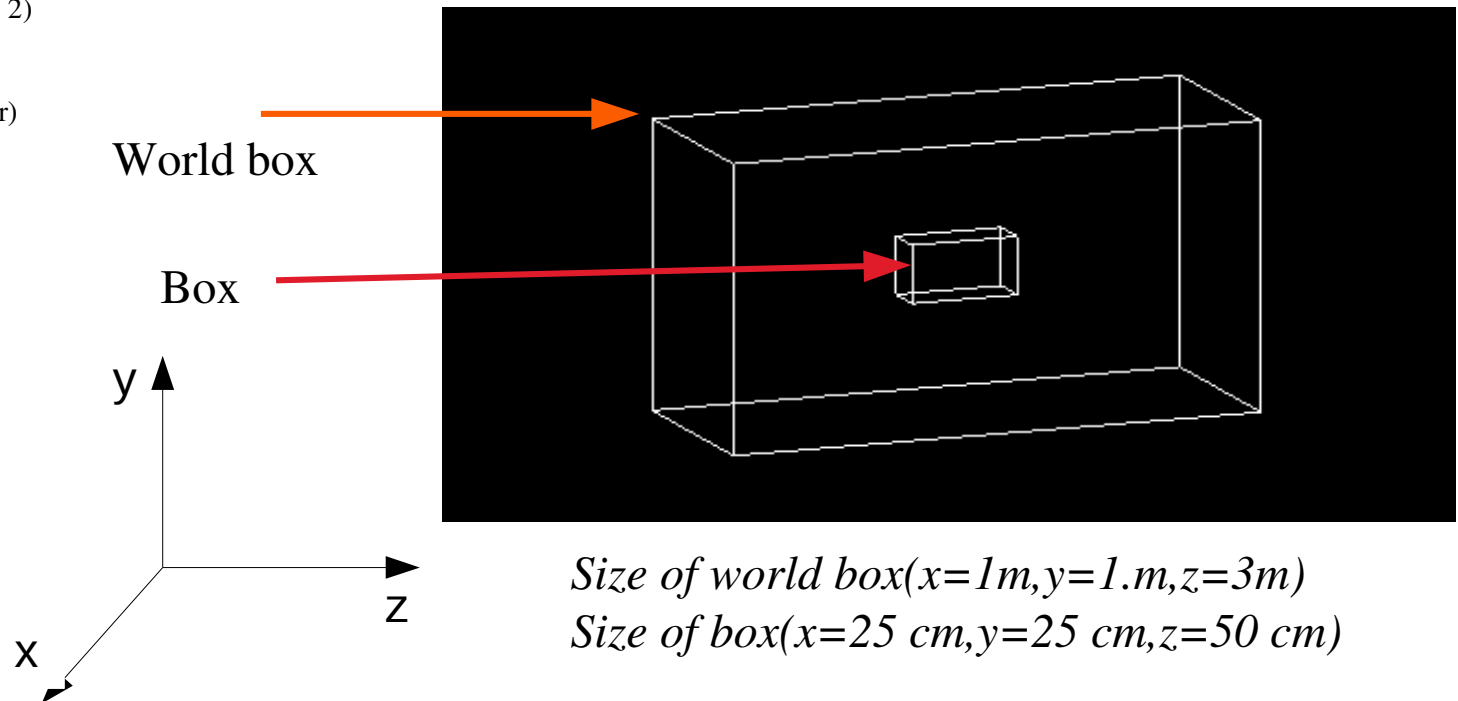 2)
r)
World box
Box
y
z
x
Size of world box(x=1m,y=1.m,z=3m)
Size of box(x=25 cm,y=25 cm,z=50 cm)